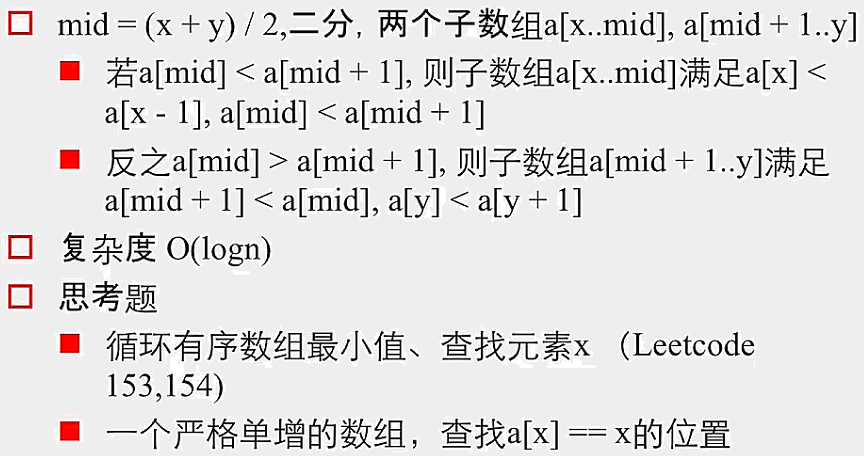 mid = (x + y) / 2,二分，两个子数组a[x..mid], a[mid + 1..y]
若a[mid] < a[mid + 1], 则子数组a[x..mid]满足a[x] <
a[x - 1], a[mid] < a[mid + 1]
反之a[mid] > a[mid + 1], 则子数组a[mid + 1..y]满足
a[mid + 1] < a[mid], a[y] < a[y + 1]
复杂度 O(logn)
思考题
循环有序数组最小值、查找元素x （Leetcode
153,154)
一个严格单增的数组，查找a[x] == x的位置